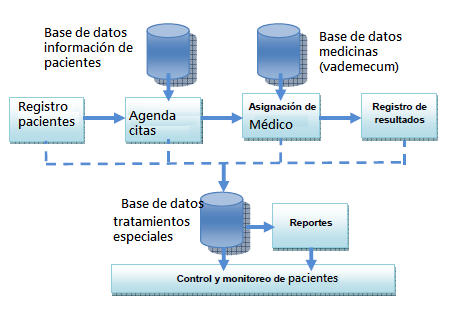 Base de datos
información de
pacientes
Base de datos
medicinas
(vademecum)
Registro
pacientes
Agenda
citas
Asignación de
Médico
Registro de
resultados
Base de datos
tratamientos
especiales
Reportes
Control y monitoreo de pacientes